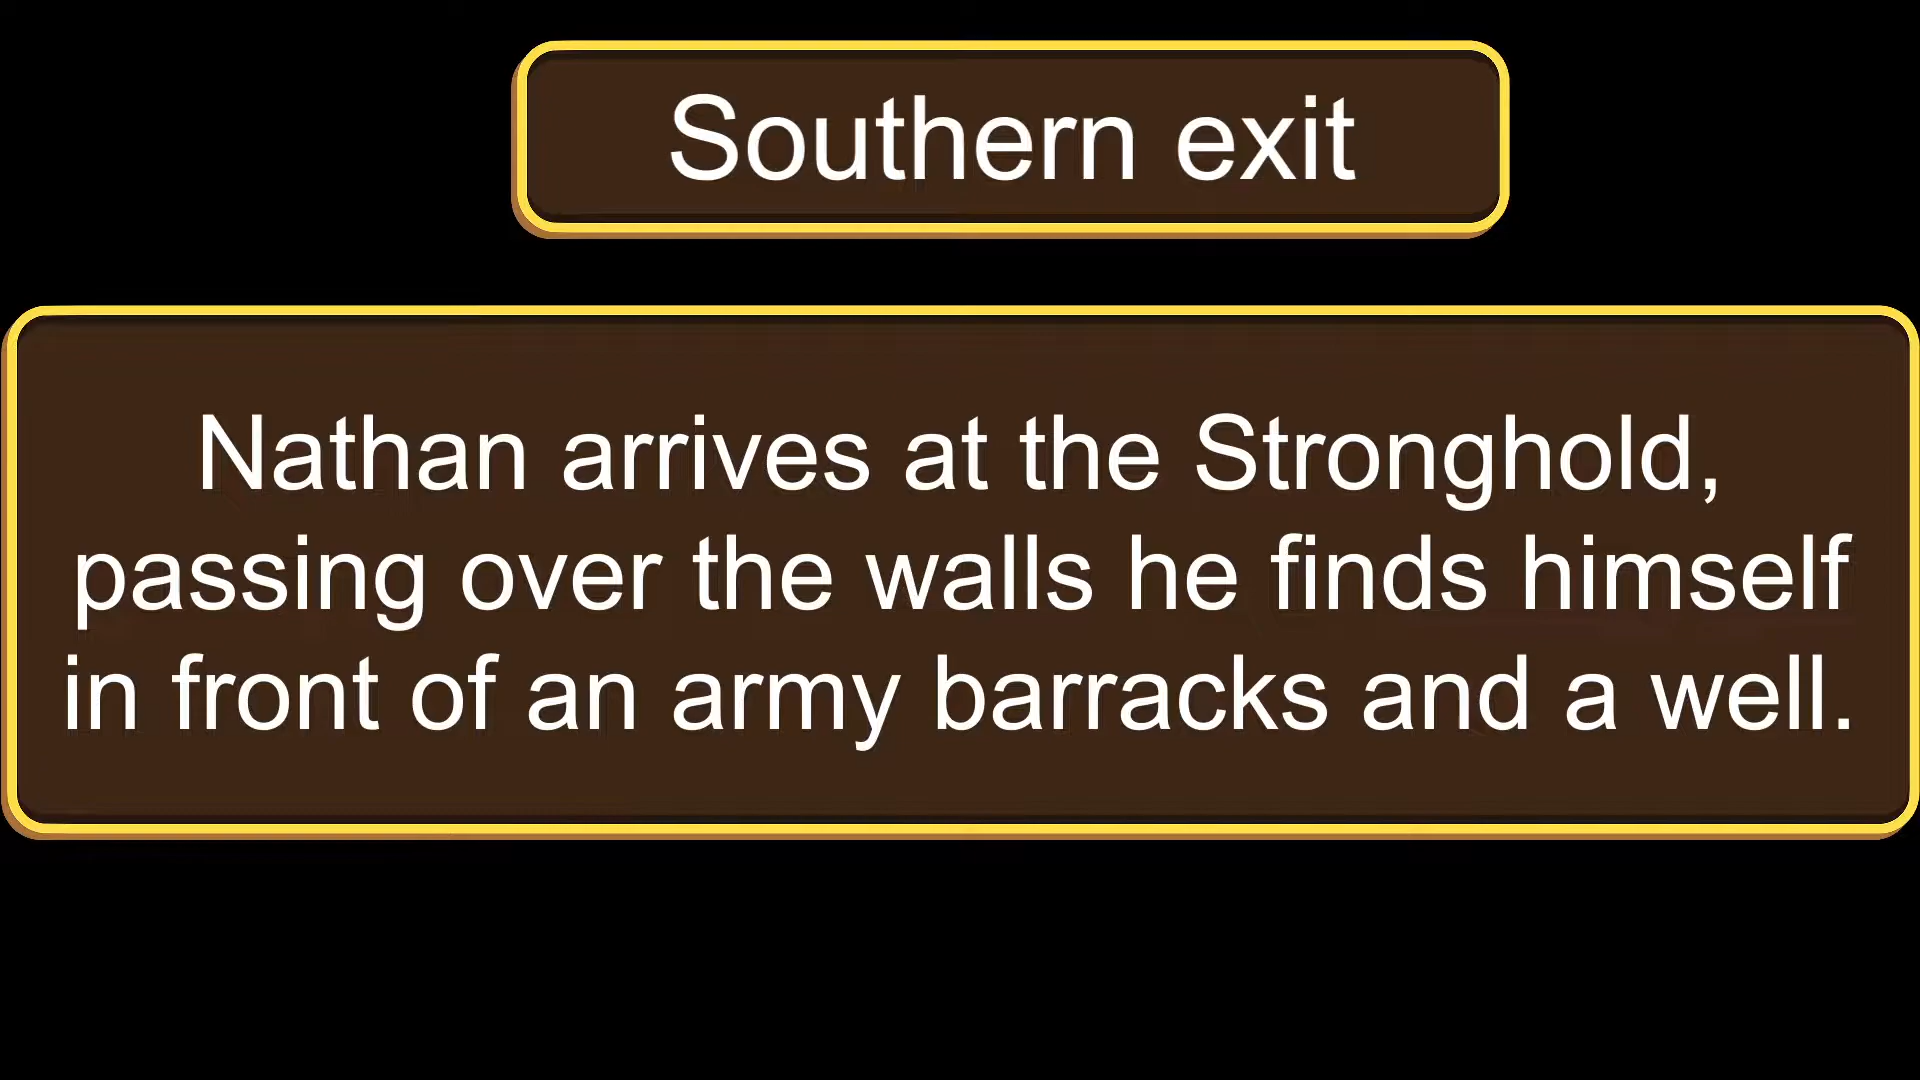 Southern exit
Nathan arrives at the Stronghold,
passing over the walls he finds himself
in front of an army barracks and a well.